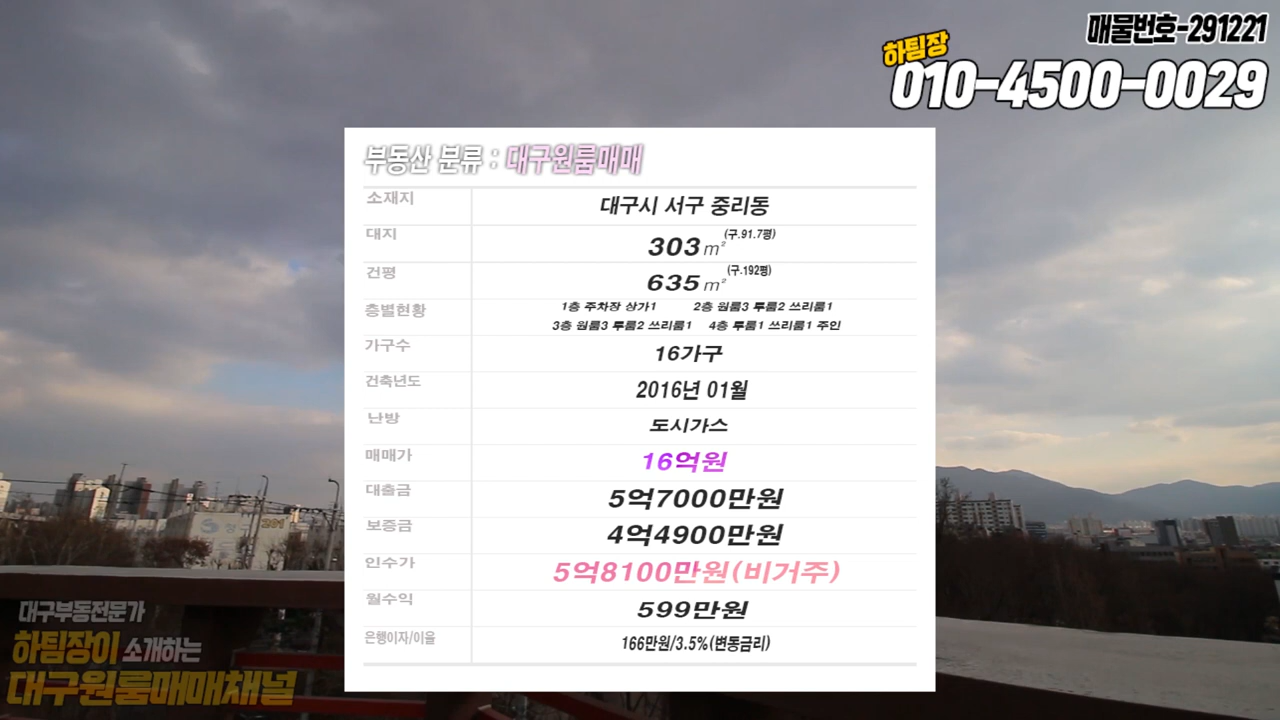 매물번호-291221
하팀장
010-4500-0029
부동산 분류 : 대구원룸매매
소재지 대구시 서구 중리동
대지 303㎡ (구.91.7평)
건평 635㎡ (구.192평)
층별현황 1층 주차장 상가1 2층 원룸3 투룸2 쓰리룸1
3층 원룸3 투룸2 쓰리룸1 4층 투룸1 쓰리룸1 주인
가구수 16가구
건축년도 2016년 01월
난방 도시가스
매매가 16억원
대출금 5억7000만원
보증금 4억4900만원
인수가 5억8100만원(비거주)
월수익 599만원
은행이자/이율 166만원/3.5%(변동금리)
201
대구부동전문가
하팀장이 소개하는
대구원룸매매채널